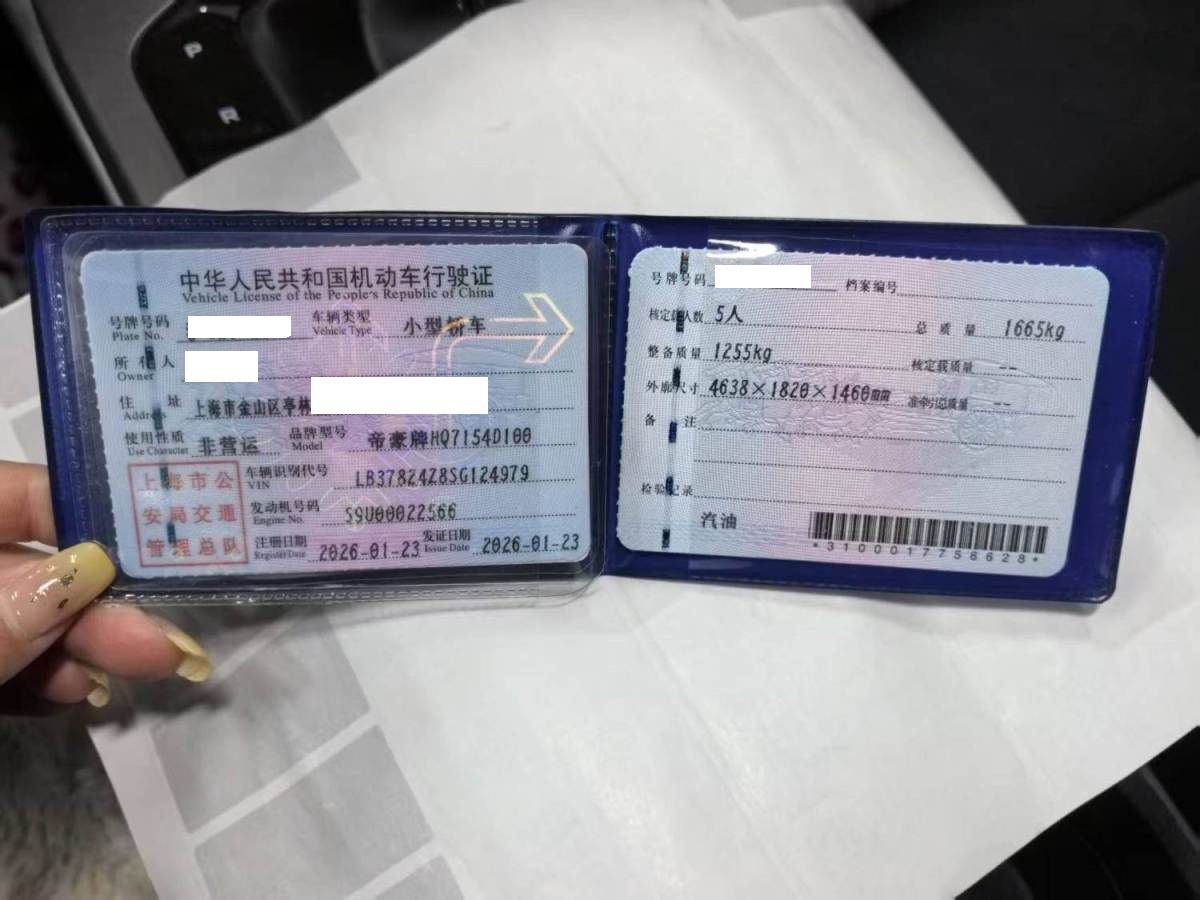 P
R
中华人民共和国机动车行驶证
Vehicle License of the People's Republic of China
号牌号码
Plate No.
车辆类型
Vehicle Type
小型轿车
所有人
Owner
住址
Address
上海市金山区亭林
使用性质
Use Character
非营运
品牌型号
Model
帝豪牌HQ7154D100
上海市公
安局交通
管理总队
车辆识别代号
VIN
LB378Z4Z8SG124979
发动机号码
Engine No.
S9U00022566
注册日期
Register Date
2026-01-23
发证日期
Issue Date
2026-01-23
号牌号码
档案编号
核定载人数 5人
总质量 1665kg
整备质量 1255kg
核定载质量 --
外廓尺寸 4638×1820×1460mm
准牵引总质量 --
备注
检验记录
汽油
*3100017756628*